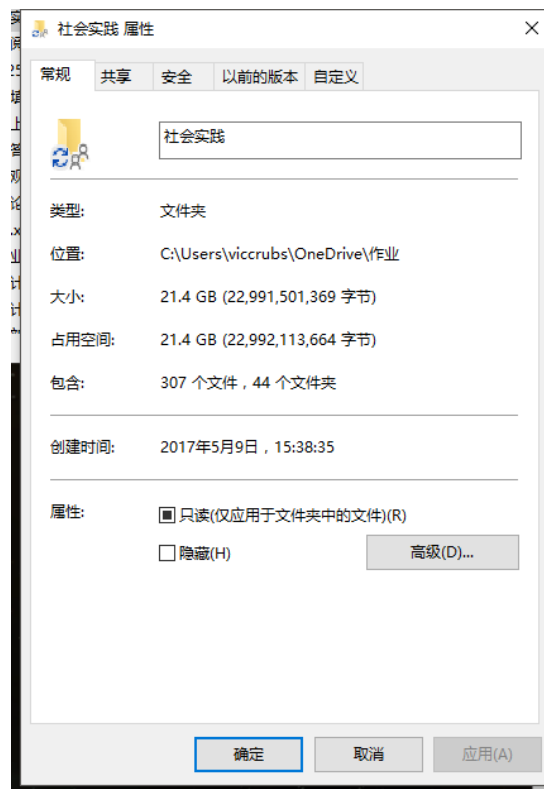 社会实践 属性
常规 共享 安全 以前的版本 自定义
社会实践
类型: 文件夹
位置: C:\Users\viccrubs\OneDrive\作业
大小: 21.4 GB (22,991,501,369 字节)
占用空间: 21.4 GB (22,992,113,664 字节)
包含: 307 个文件，44 个文件夹
创建时间: 2017年5月9日，15:38:35
属性: 只读(仅应用于文件夹中的文件)(R)
隐藏(H) 高级(D)...
确定 取消 应用(A)